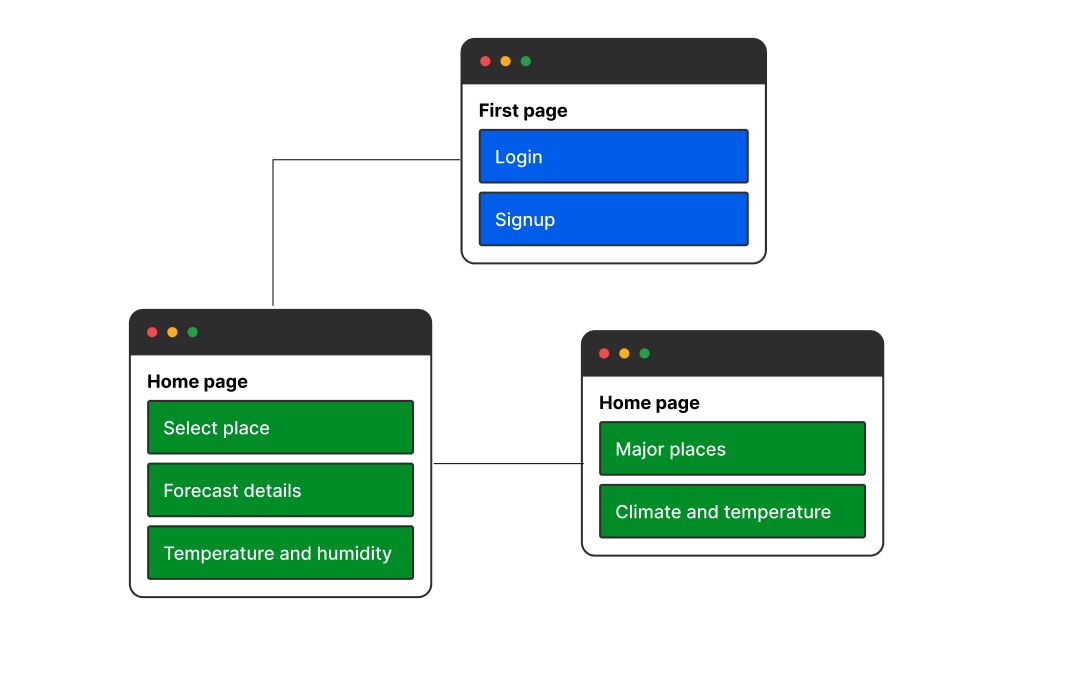 First page
Login
Signup
Home page
Select place
Forecast details
Temperature and humidity
Home page
Major places
Climate and temperature